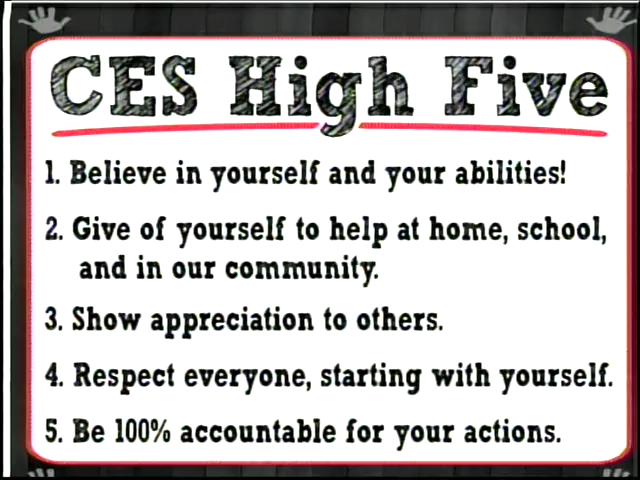 CES High Five
1. Believe in yourself and your abilities!
2. Give of yourself to help at home, school,
and in our community.
3. Show appreciation to others.
4. Respect everyone, starting with yourself.
5. Be 100% accountable for your actions.